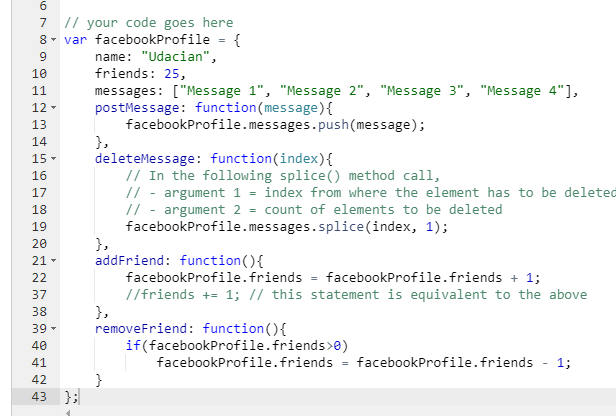 6
7 // your code goes here
8 var facebookProfile = {
9 name: "Udacian",
10 friends: 25,
11 messages: ["Message 1", "Message 2", "Message 3", "Message 4"],
12 postMessage: function(message){
13 facebookProfile.messages.push(message);
14 },
15 deleteMessage: function(index){
16 // In the following splice() method call,
17 // - argument 1 = index from where the element has to be deleted
18 // - argument 2 = count of elements to be deleted
19 facebookProfile.messages.splice(index, 1);
20 },
21 addFriend: function(){
22 facebookProfile.friends = facebookProfile.friends + 1;
37 //friends += 1; // this statement is equivalent to the above
38 },
39 removeFriend: function(){
40 if(facebookProfile.friends>0)
41 facebookProfile.friends = facebookProfile.friends - 1;
42 }
43 };